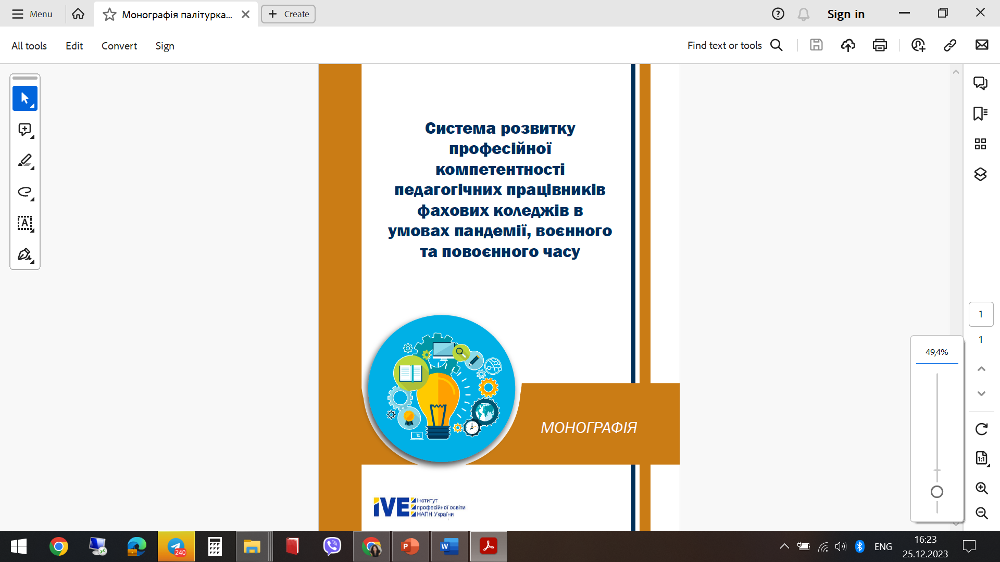 Menu
Монографія палітурка...
Create
Sign in
All tools
Edit
Convert
Sign
Find text or tools
Система розвитку
професійної
компетентності
педагогічних працівників
фахових коледжів в
умовах пандемії, воєнного
та повоєнного часу
МОНОГРАФІЯ
IVE
Інститут
професійної освіти
НАПН України
1
1
49,4%
1:1
240
ENG
16:23
25.12.2023